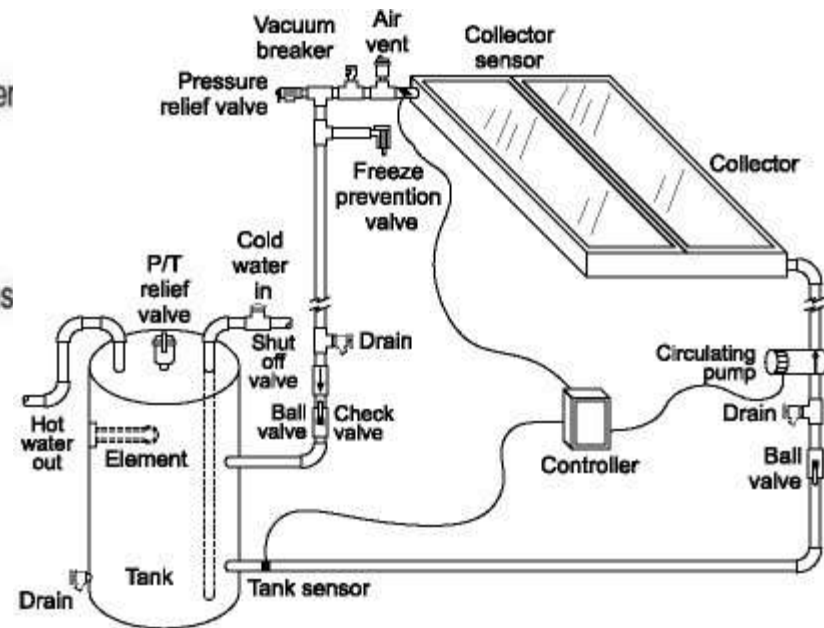 Vacuum
breaker
Air
vent
Collector
sensor
Pressure
relief valve
Collector
Freeze
prevention
valve
Cold
water
in
P/T
relief
valve
Drain
Shut
off
valve
Circulating
pump
Hot
water
out
Ball
valve
Check
valve
Drain
Element
Controller
Ball
valve
Tank
Tank sensor
Drain